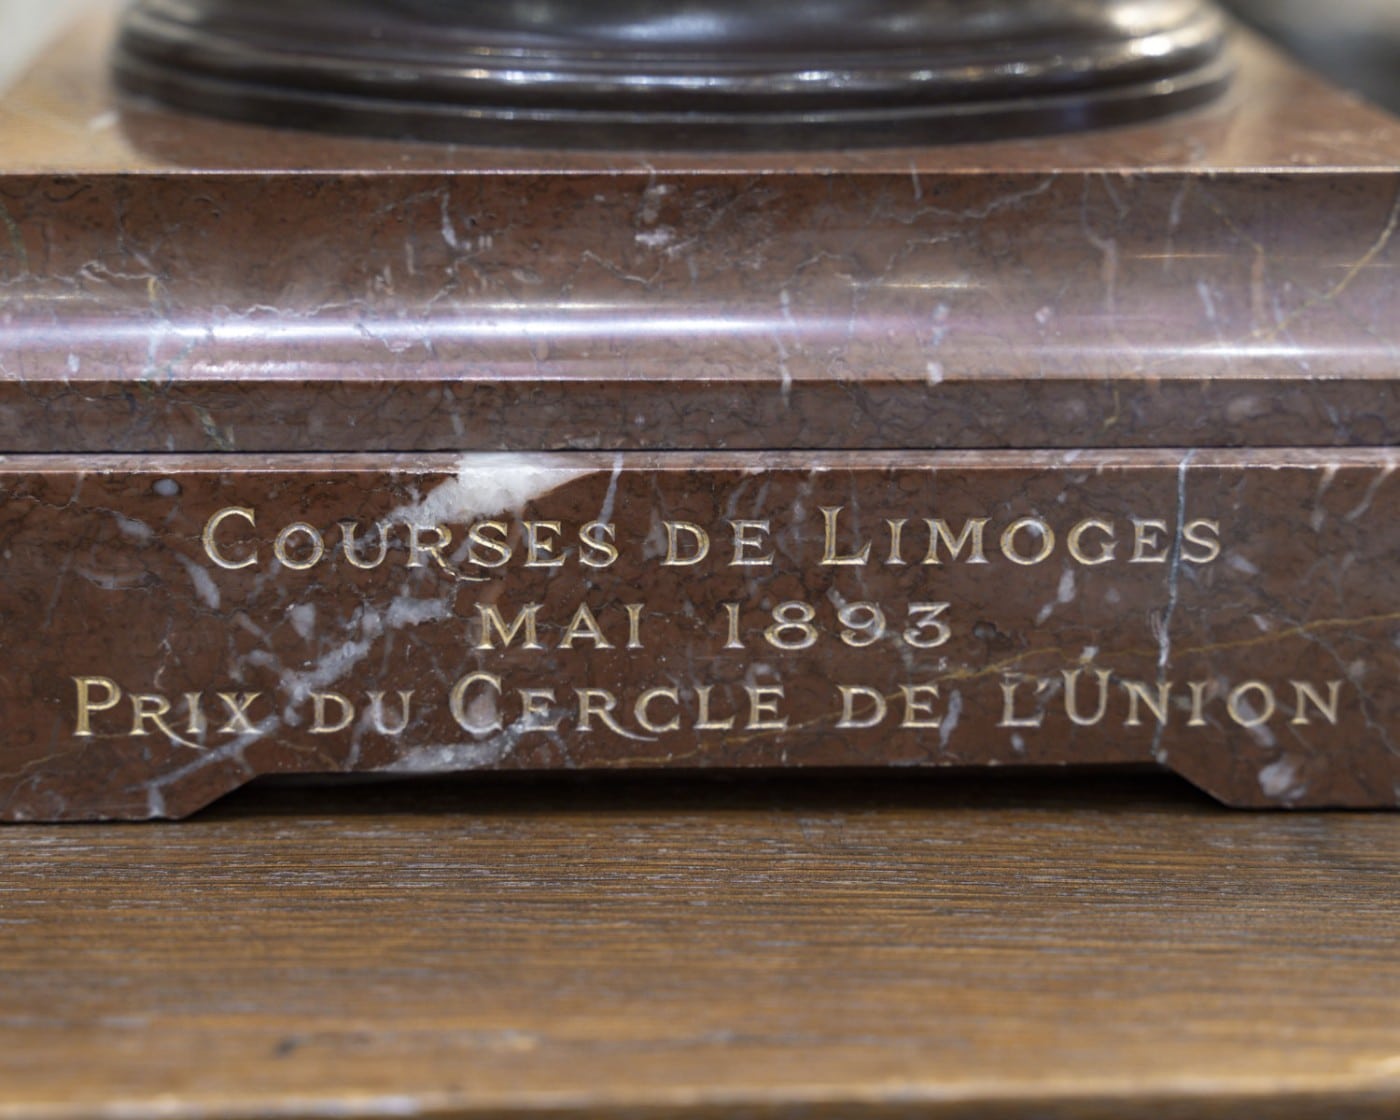 COURSES DE LIMOGES
MAI 1893
PRIX DU CERCLE DE L'UNION